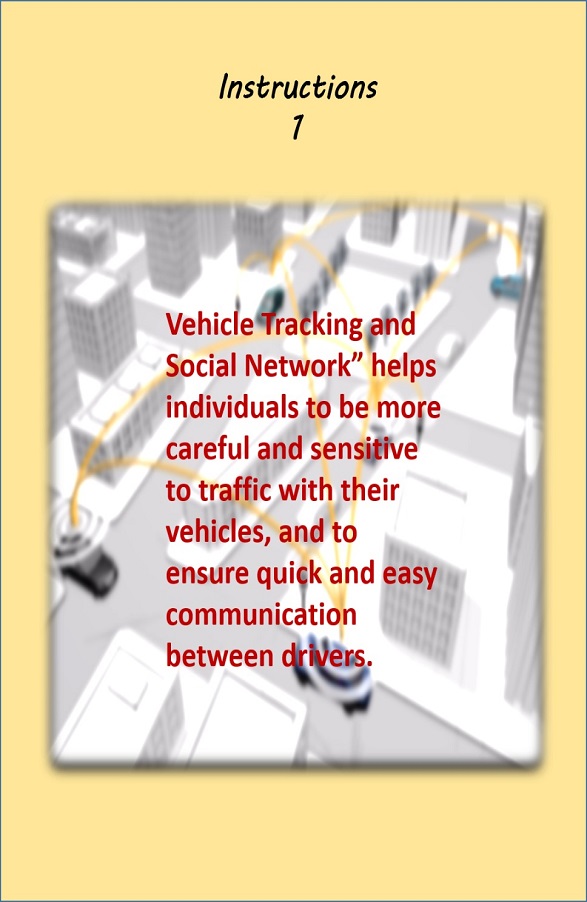 Instructions
1
Vehicle Tracking and
Social Network” helps
individuals to be more
careful and sensitive
to traffic with their
vehicles, and to
ensure quick and easy
communication
between drivers.